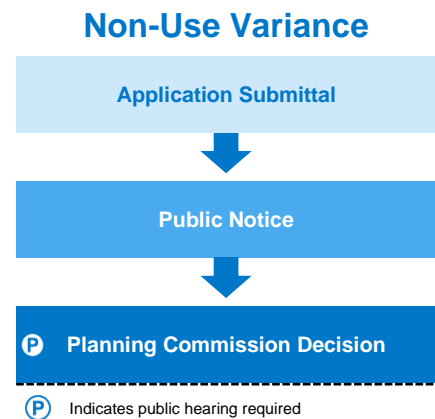 Non-Use Variance
Application Submittal
Public Notice
P Planning Commission Decision
P Indicates public hearing required